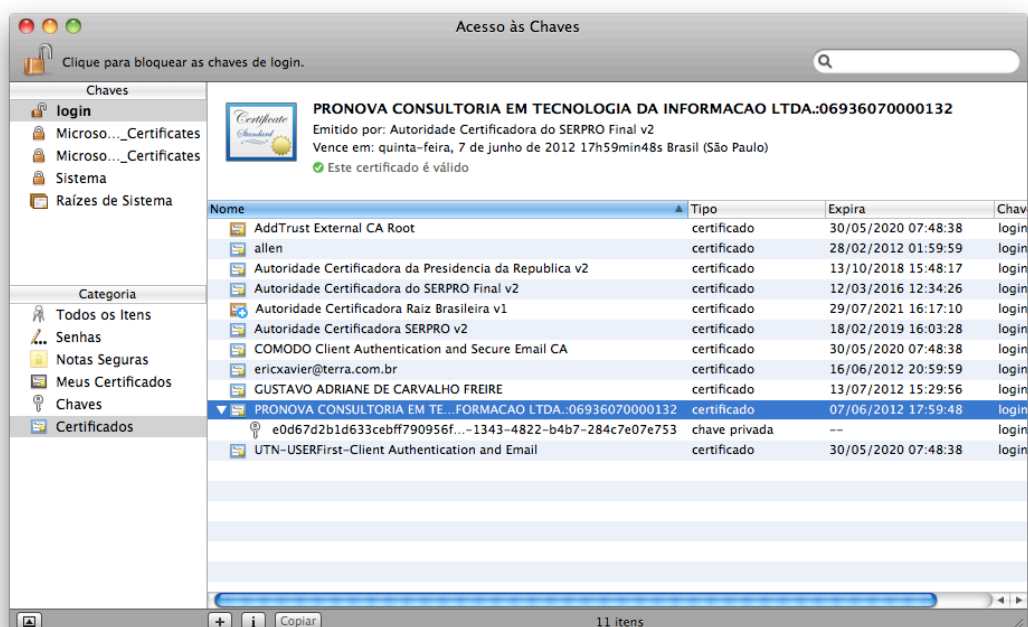 Acesso às Chaves
Clique para bloquear as chaves de login.
Chaves
login
Microso..._Certificates
Microso..._Certificates
Sistema
Raízes de Sistema
Categoria
Todos os Itens
Senhas
Notas Seguras
Meus Certificados
Chaves
Certificados
Certificate
Standard
PRONOVA CONSULTORIA EM TECNOLOGIA DA INFORMACAO LTDA.:06936070000132
Emitido por: Autoridade Certificadora do SERPRO Final v2
Vence em: quinta-feira, 7 de junho de 2012 17h59min48s Brasil (São Paulo)
Este certificado é válido
Nome Tipo Expira Chav
AddTrust External CA Root certificado 30/05/2020 07:48:38 login
allen certificado 28/02/2012 01:59:59 login
Autoridade Certificadora da Presidencia da Republica v2 certificado 13/10/2018 15:48:17 login
Autoridade Certificadora do SERPRO Final v2 certificado 12/03/2016 12:34:26 login
Autoridade Certificadora Raiz Brasileira v1 certificado 29/07/2021 16:17:10 login
Autoridade Certificadora SERPRO v2 certificado 18/02/2019 16:03:28 login
COMODO Client Authentication and Secure Email CA certificado 30/05/2020 07:48:38 login
ericxavier@terra.com.br certificado 16/06/2012 20:59:59 login
GUSTAVO ADRIANE DE CARVALHO FREIRE certificado 13/07/2012 15:29:56 login
PRONOVA CONSULTORIA EM TE...FORMACAO LTDA.:06936070000132 certificado 07/06/2012 17:59:48 login
e0d67d2b1d633cebff790956f...-1343-4822-b4b7-284c7e07e753 chave privada -- login
UTN-USERFirst-Client Authentication and Email certificado 30/05/2020 07:48:38 login
+ i Copiar 11 itens